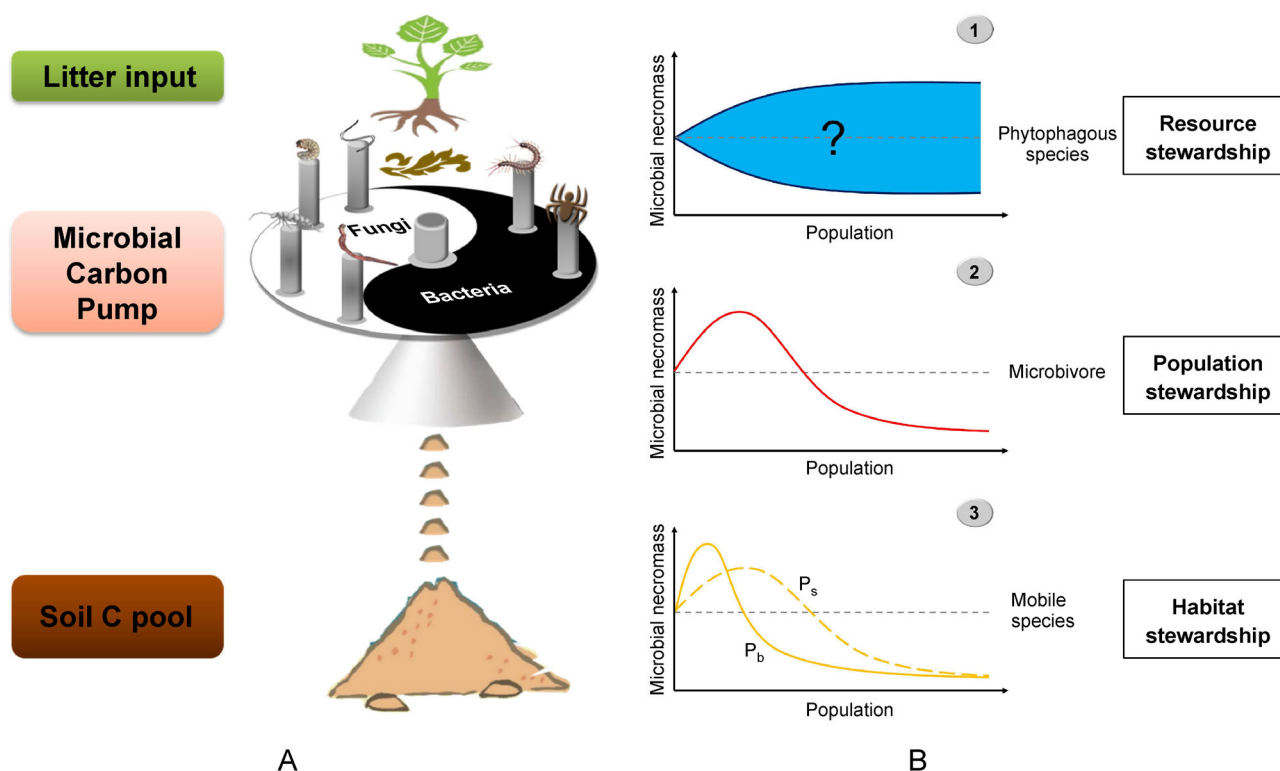 Litter input
Microbial
Carbon
Pump
Soil C pool
Fungi
Bacteria
A
1
Microbial necromass
?
Population
Phytophagous
species
Resource
stewardship
2
Microbial necromass
Population
Microbivore
Population
stewardship
3
Microbial necromass
Ps
Pb
Population
Mobile
species
Habitat
stewardship
B